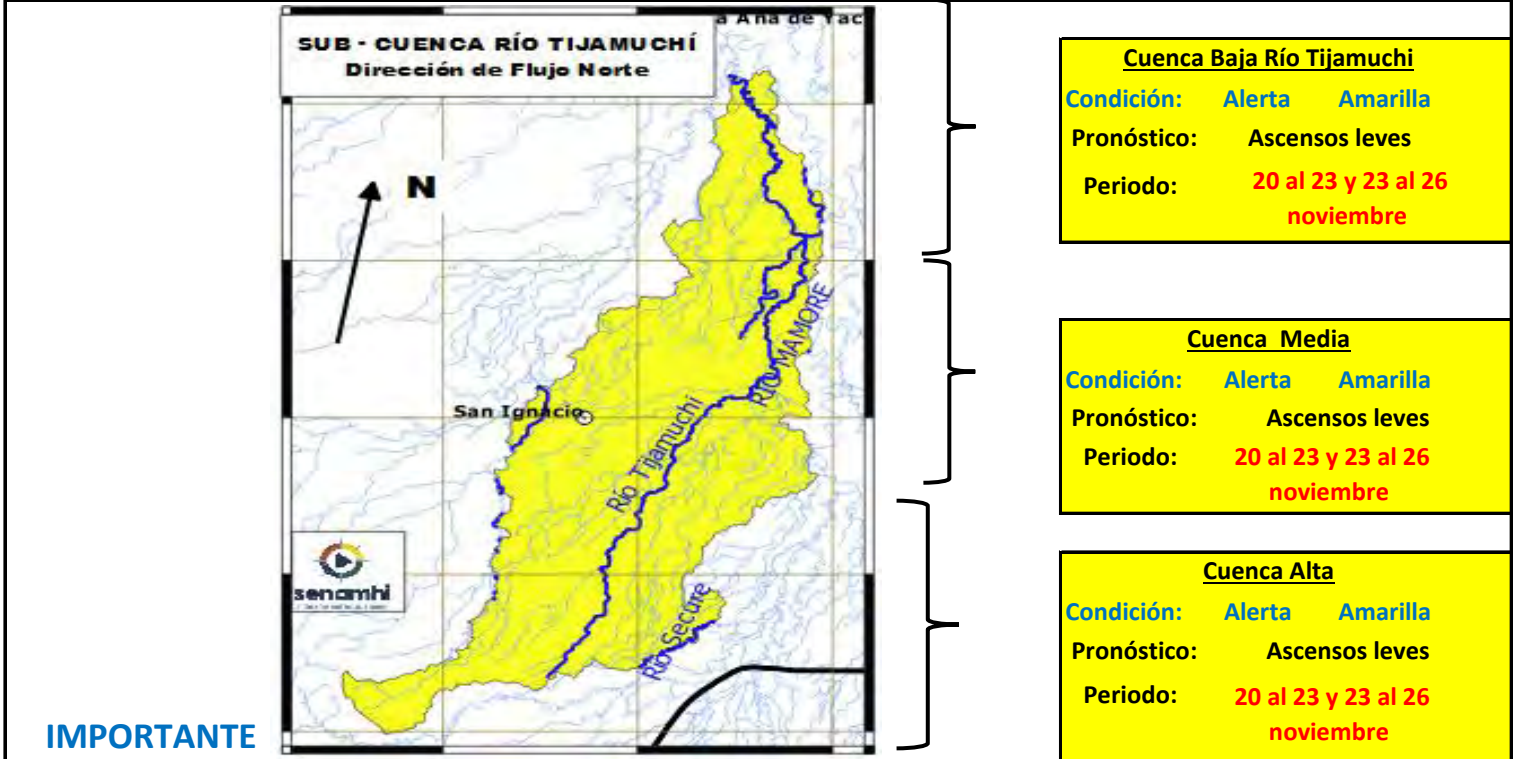 a Ana de Yac
SUB - CUENCA RÍO TIJAMUCHÍ
Dirección de Flujo Norte
N
San Ignacio
Río Tijamuchi
RIO MAMORE
Río Secure
senamhi
IMPORTANTE
Cuenca Baja Río Tijamuchi
Condición: Alerta Amarilla
Pronóstico: Ascensos leves
Periodo: 20 al 23 y 23 al 26
noviembre
Cuenca Media
Condición: Alerta Amarilla
Pronóstico: Ascensos leves
Periodo: 20 al 23 y 23 al 26
noviembre
Cuenca Alta
Condición: Alerta Amarilla
Pronóstico: Ascensos leves
Periodo: 20 al 23 y 23 al 26
noviembre